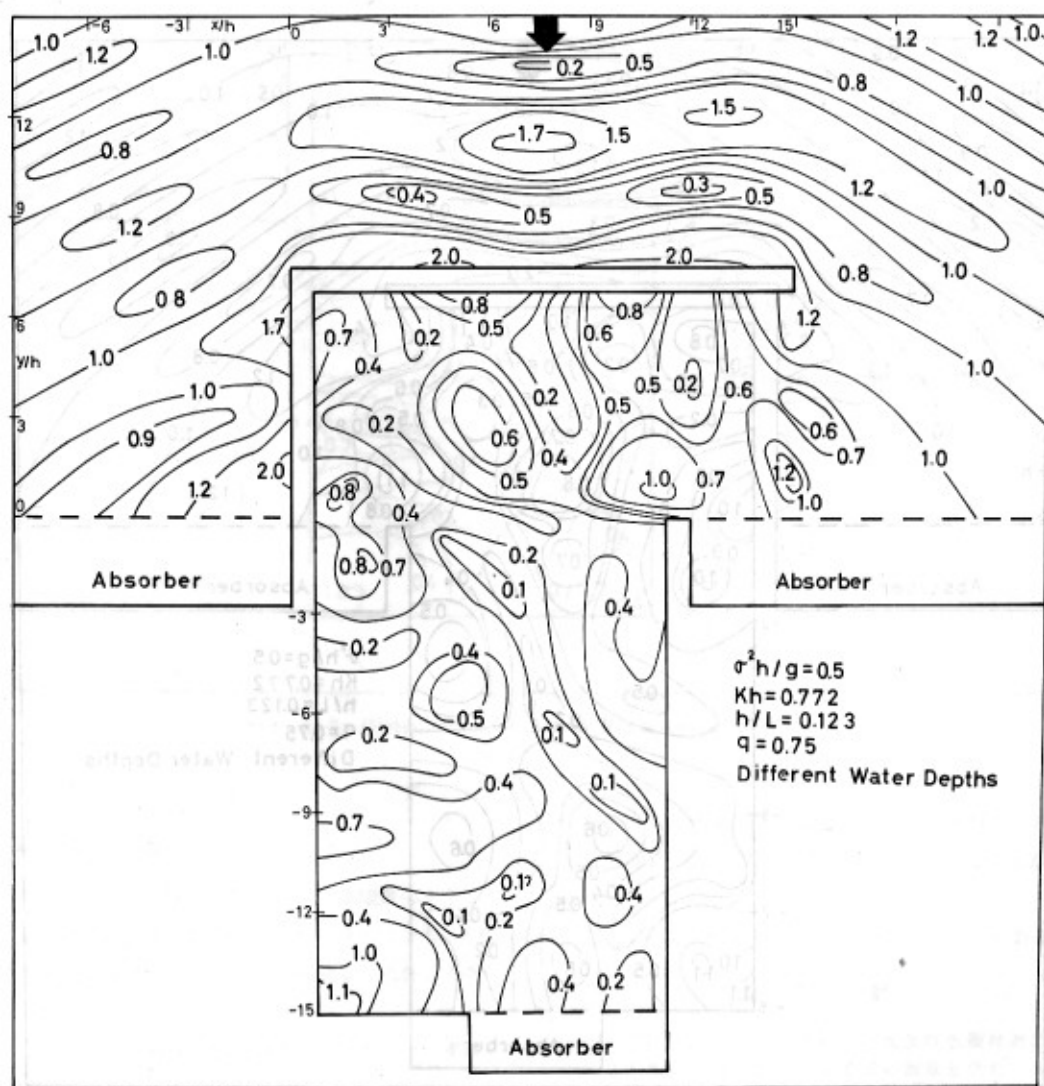 -6 -3 x/h 0 3 6 9 12 15
1.0 1.2 0.2 0.5 1.2 1.2 1.0
0.8 1.0
12 1.7 1.5 1.5
0.8 1.2 1.0
0.4 0.3 0.5
9 1.2 0.5
2.0 2.0 0.8 1.0
0.8
6 1.7 0.7 0.2 0.8 0.5 0.8 0.6 1.2
1.0 0.4
y/h 0.2 0.5 0.2 0.6
3 1.0 0.2 0.5
0.9 0.6 0.4 0.6 0.7
2.0 0.5 1.0 0.7 1.2 1.0
1.2 0.8 0.4 1.0
0
0.2
Absorber 0.8 0.7 0.1 0.4 Absorber
-3
0.2 0.4
σ²h/g=0.5
Kh=0.772
h/L=0.123
q=0.75
Different Water Depths
-6 0.5
0.2 0.1
0.4 0.1
-9 0.7
0.1 0.4
-12 0.4 0.1 0.2
1.0 0.4 0.2
1.1
-15
Absorber